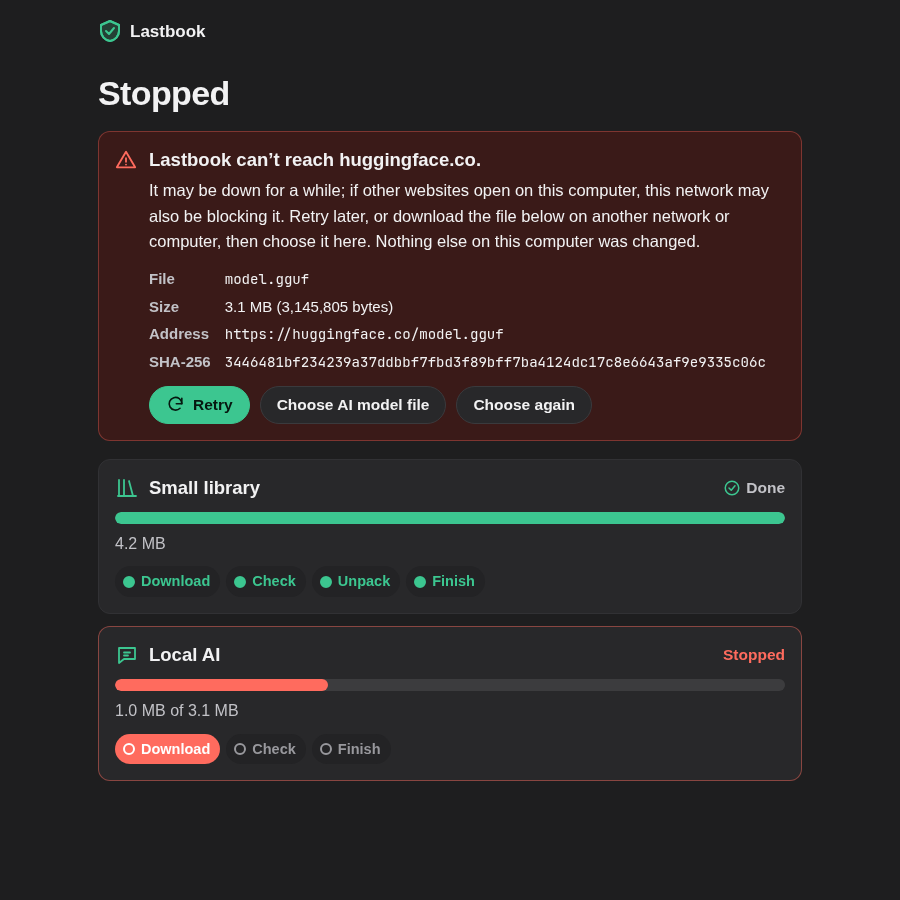 Lastbook
Stopped
Lastbook can’t reach huggingface.co.
It may be down for a while; if other websites open on this computer, this network may
also be blocking it. Retry later, or download the file below on another network or
computer, then choose it here. Nothing else on this computer was changed.
File model.gguf
Size 3.1 MB (3,145,805 bytes)
Address https://huggingface.co/model.gguf
SHA-256 3446481bf234239a37ddbbf7fbd3f89bff7ba4124dc17c8e6643af9e9335c06c
Retry Choose AI model file Choose again
Small library Done
4.2 MB
Download Check Unpack Finish
Local AI Stopped
1.0 MB of 3.1 MB
Download Check Finish